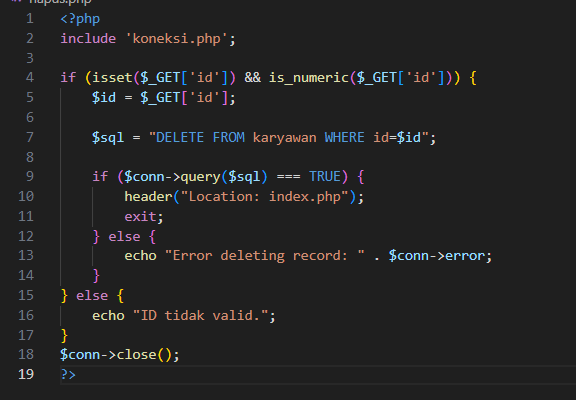 hapus.php
1 <?php
2 include 'koneksi.php';
3
4 if (isset($_GET['id']) && is_numeric($_GET['id'])) {
5     $id = $_GET['id'];
6
7     $sql = "DELETE FROM karyawan WHERE id=$id";
8
9     if ($conn->query($sql) === TRUE) {
10         header("Location: index.php");
11         exit;
12     } else {
13         echo "Error deleting record: " . $conn->error;
14     }
15 } else {
16     echo "ID tidak valid.";
17 }
18 $conn->close();
19 ?>